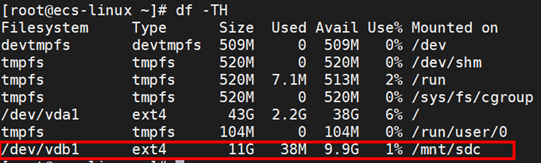 [root@ecs-linux ~]# df -TH
Filesystem Type Size Used Avail Use% Mounted on
devtmpfs devtmpfs 509M 0 509M 0% /dev
tmpfs tmpfs 520M 0 520M 0% /dev/shm
tmpfs tmpfs 520M 7.1M 513M 2% /run
tmpfs tmpfs 520M 0 520M 0% /sys/fs/cgroup
/dev/vda1 ext4 43G 2.2G 38G 6% /
tmpfs tmpfs 104M 0 104M 0% /run/user/0
/dev/vdb1 ext4 11G 38M 9.9G 1% /mnt/sdc